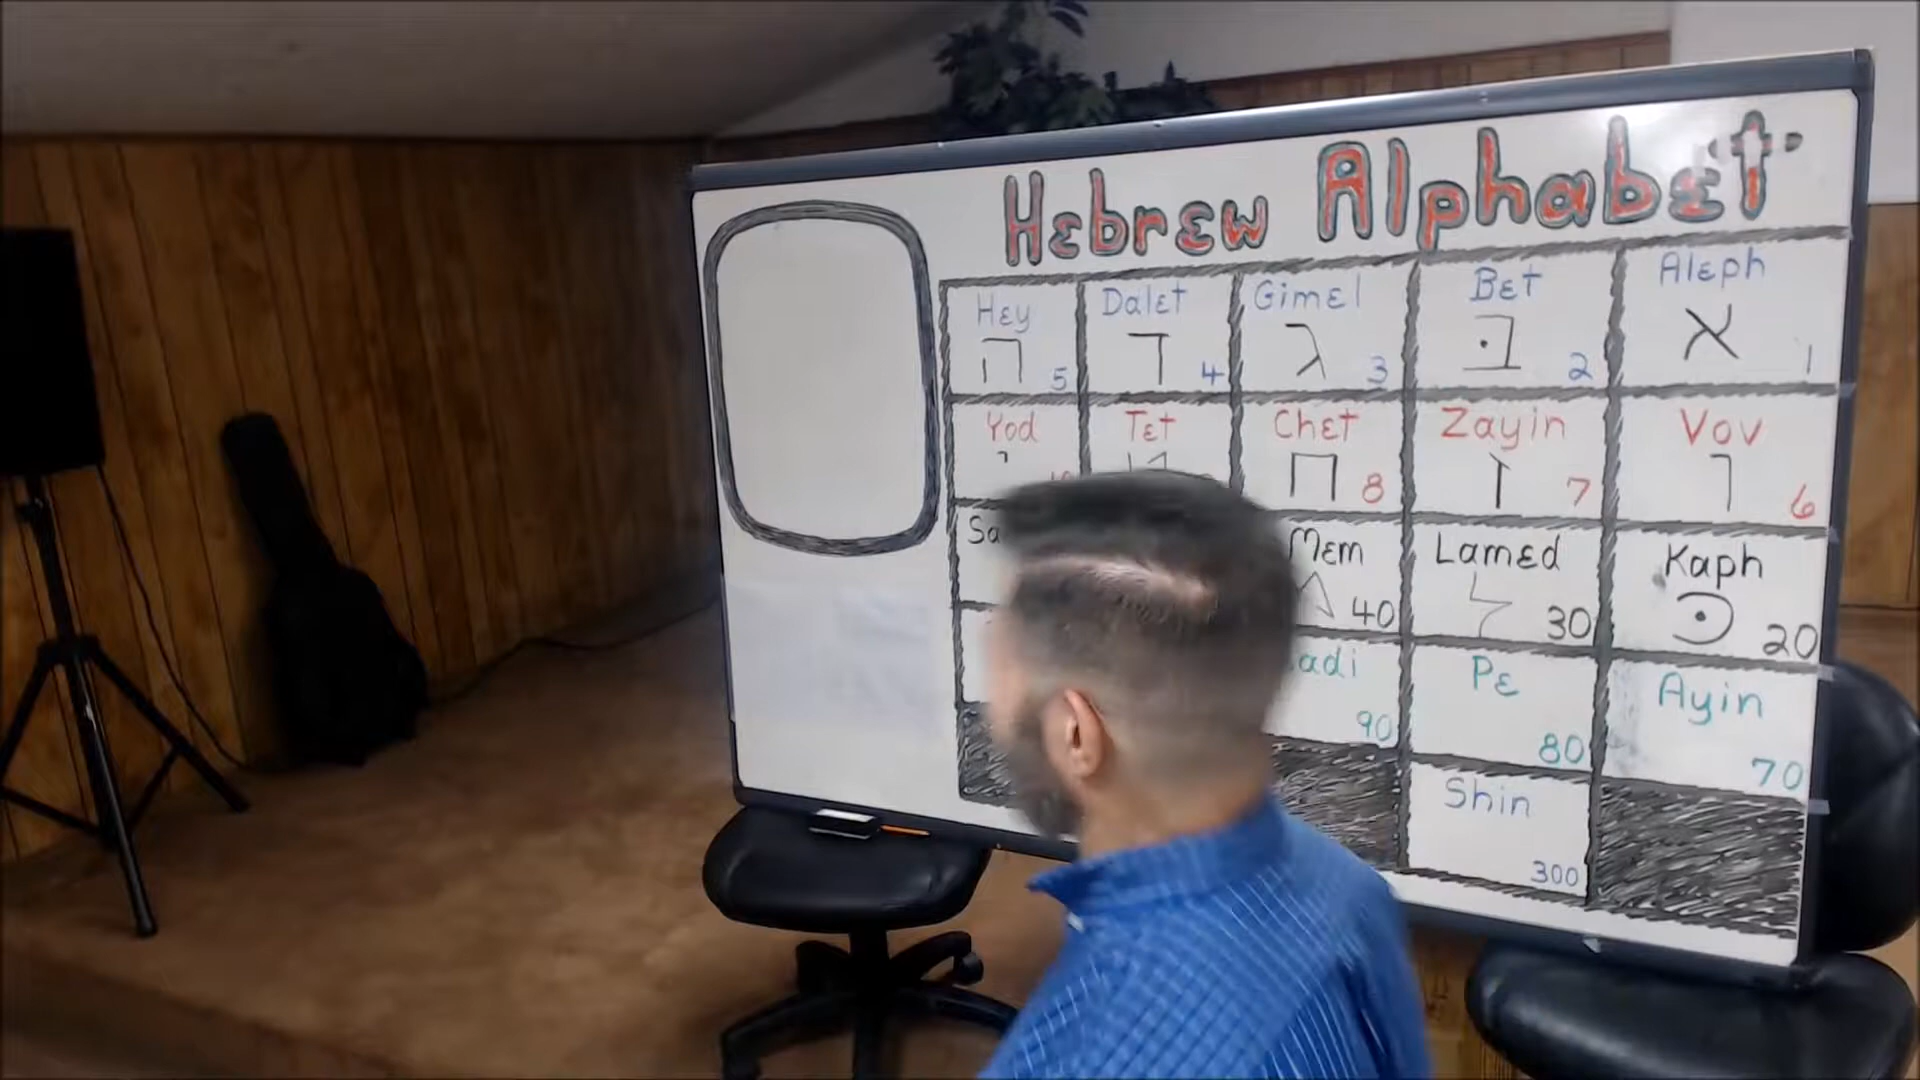 Hebrew Alphabet
Hey Dalet Gimel Bet Aleph
ה 5 ד 4 ג 3 בּ 2 א 1
Yod Tet Chet Zayin Vov
י ח 8 ז 7 ו 6
Mem Lamed Kaph
40 ל 30 20
Pe Ayin
90 80 70
Shin
300